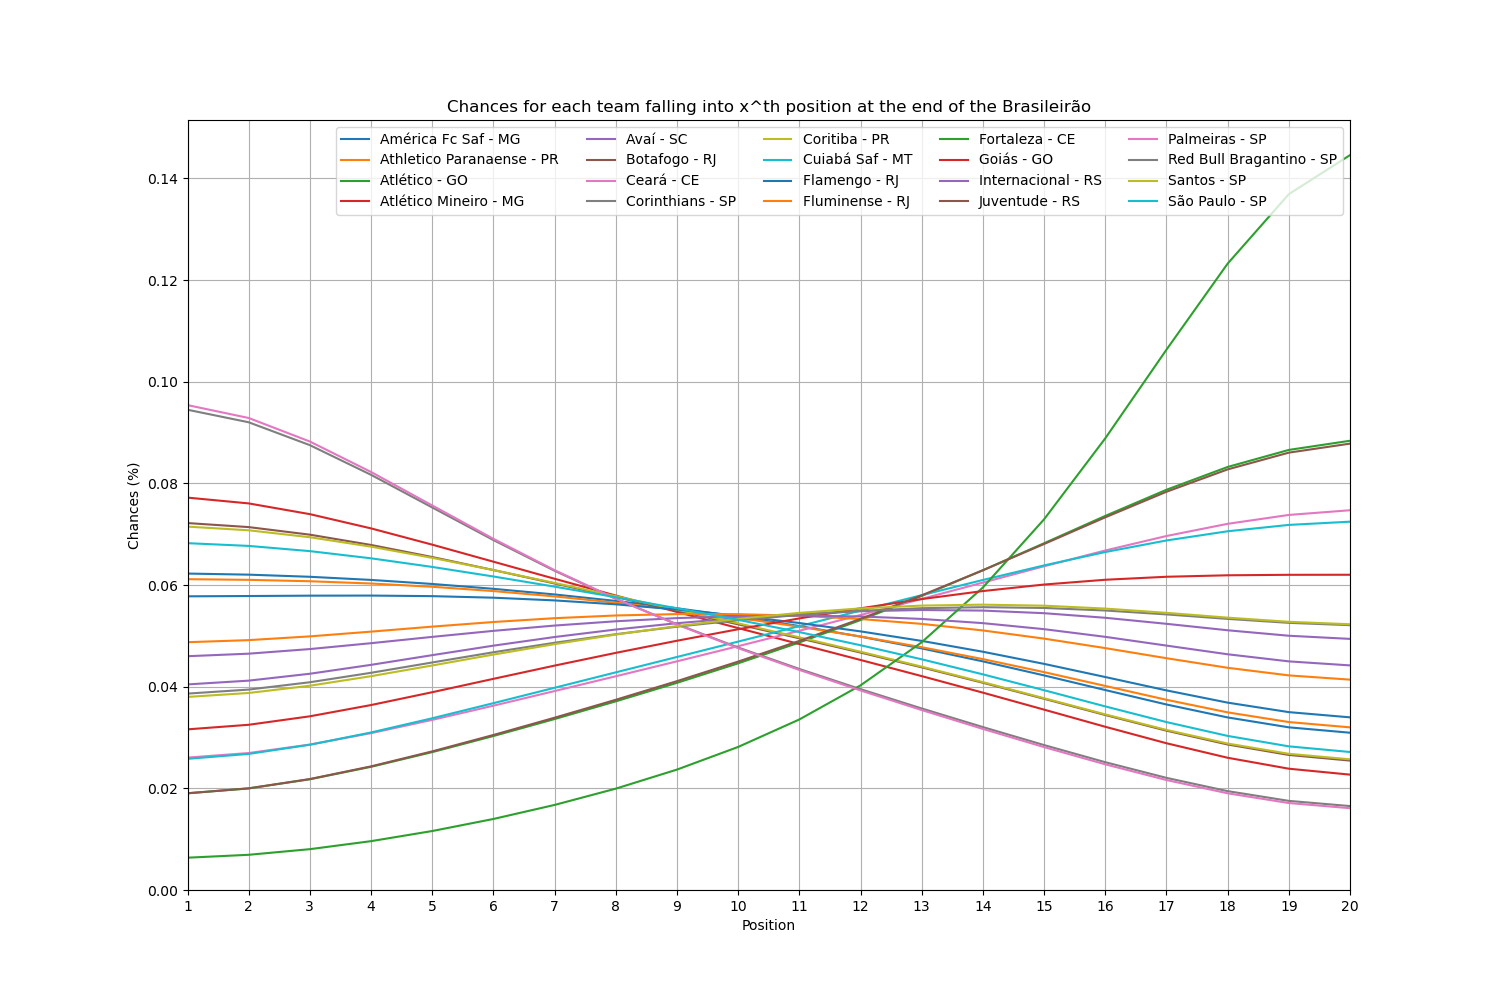 Chances for each team falling into x^th position at the end of the Brasileirão
América Fc Saf - MG
Athletico Paranaense - PR
Atlético - GO
Atlético Mineiro - MG
Avaí - SC
Botafogo - RJ
Ceará - CE
Corinthians - SP
Coritiba - PR
Cuiabá Saf - MT
Flamengo - RJ
Fluminense - RJ
Fortaleza - CE
Goiás - GO
Internacional - RS
Juventude - RS
Palmeiras - SP
Red Bull Bragantino - SP
Santos - SP
São Paulo - SP
Chances (%)
0.14
0.12
0.10
0.08
0.06
0.04
0.02
0.00
1 2 3 4 5 6 7 8 9 10 11 12 13 14 15 16 17 18 19 20
Position